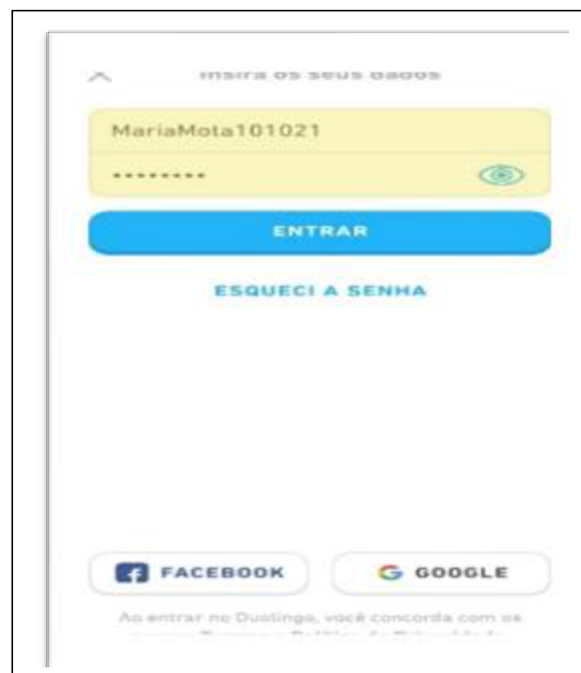 Insira os seus dados
MariaMota101021
••••••••
ENTRAR
ESQUECI A SENHA
FACEBOOK
GOOGLE
Ao entrar no Duolingo, você concorda com os